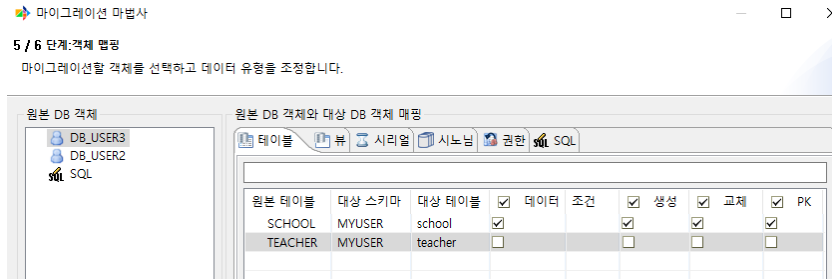 마이그레이션 마법사
5 / 6 단계:객체 맵핑
마이그레이션할 객체를 선택하고 데이터 유형을 조정합니다.
원본 DB 객체
DB_USER3
DB_USER2
SQL SQL
원본 DB 객체와 대상 DB 객체 매핑
테이블 뷰 시리얼 시노님 권한 SQL SQL
원본 테이블 대상 스키마 대상 테이블 데이터 조건 생성 교체 PK
SCHOOL MYUSER school
TEACHER MYUSER teacher